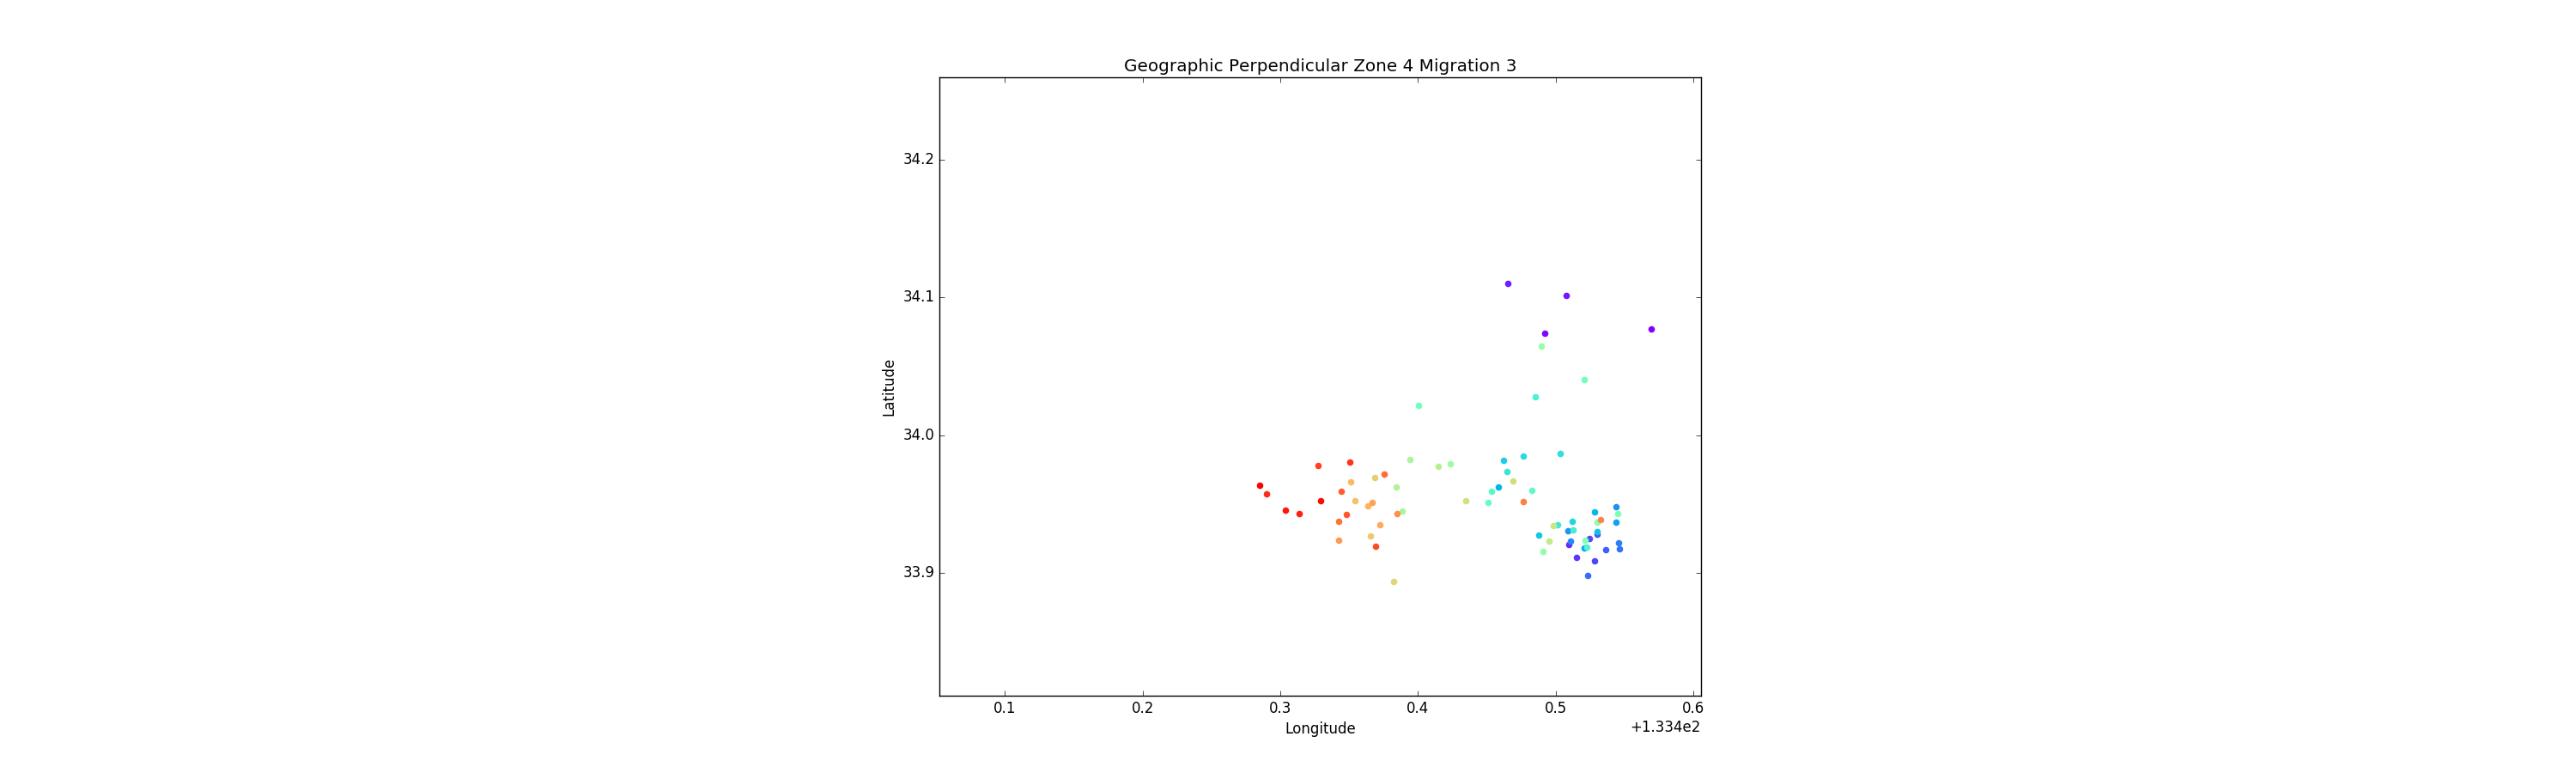 Geographic Perpendicular Zone 4 Migration 3
34.2
34.1
34.0
33.9
Latitude
0.1 0.2 0.3 0.4 0.5 0.6
Longitude
+1.334e2